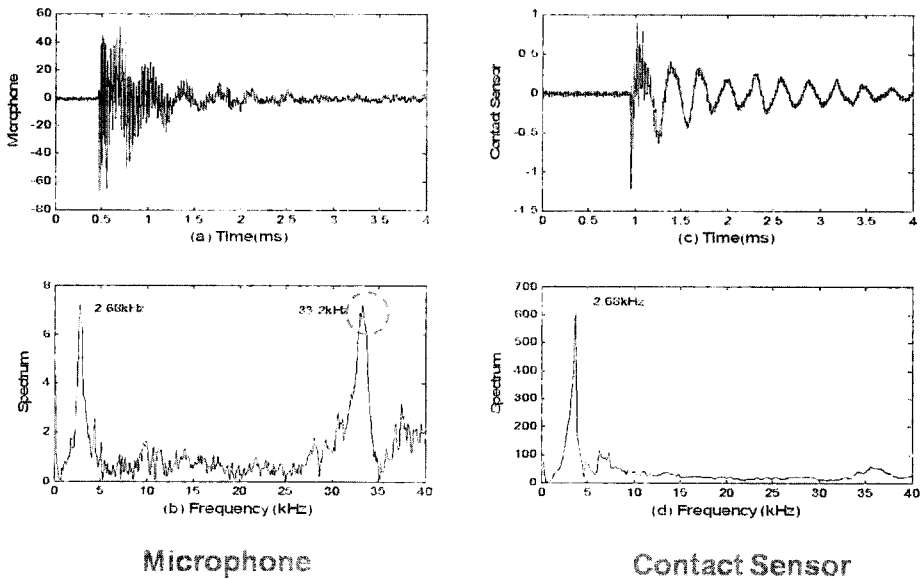 60
40
20
0
-20
-40
-60
-80
Microphone
0 0.5 1 1.5 2 2.5 3 3.5 4
(a) Time(ms)
1
0.5
0
-0.5
-1
-1.5
Contact Sensor
0 0.5 1 1.5 2 2.5 3 3.5 4
(c) Time(ms)
8
6
4
2
0
Spectrum
2.68kHz
33.2kHz
0 5 10 15 20 25 30 35 40
(b) Frequency (kHz)
700
600
500
400
300
200
100
0
Spectrum
2.68kHz
0 5 10 15 20 25 30 35 40
(d) Frequency (kHz)
Microphone
Contact Sensor